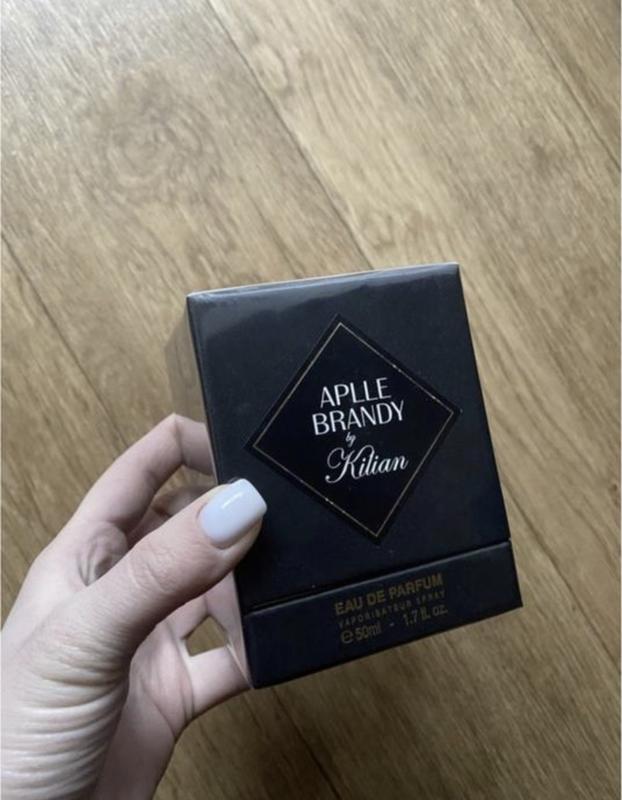 APLLE
BRANDY
by
Kilian
EAU DE PARFUM
VAPORISATEUR SPRAY
℮ 50ml - 1.7 fl. oz.